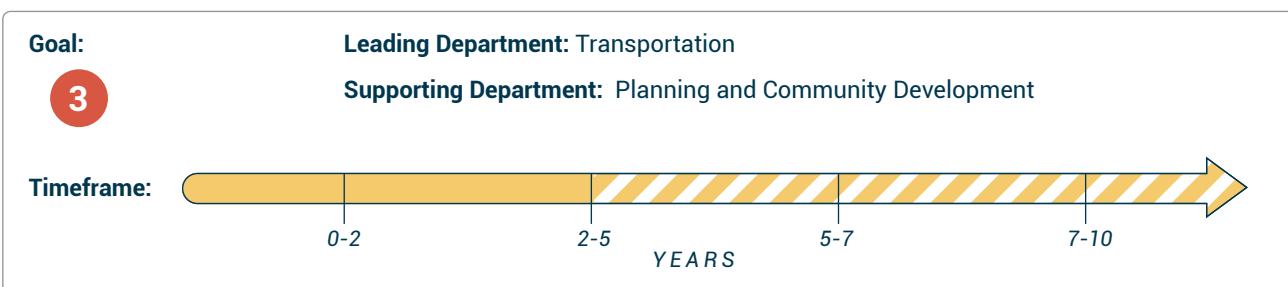 Goal:
Leading Department: Transportation
3
Supporting Department: Planning and Community Development
Timeframe:
0-2
2-5
5-7
7-10
YEARS